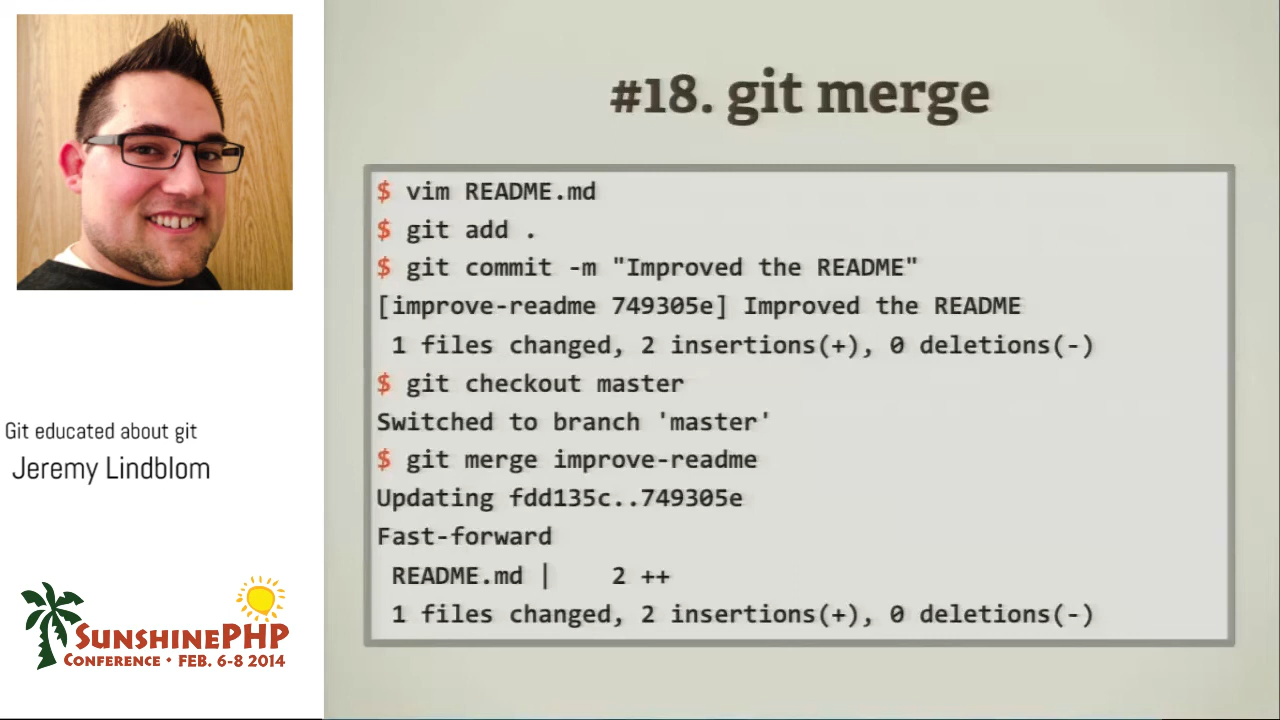 #18. git merge
$ vim README.md
$ git add .
$ git commit -m "Improved the README"
[improve-readme 749305e] Improved the README
1 files changed, 2 insertions(+), 0 deletions(-)
$ git checkout master
Switched to branch 'master'
$ git merge improve-readme
Updating fdd135c..749305e
Fast-forward
README.md |    2 ++
1 files changed, 2 insertions(+), 0 deletions(-)
Git educated about git
Jeremy Lindblom
SUNSHINEPHP
CONFERENCE • FEB. 6-8 2014